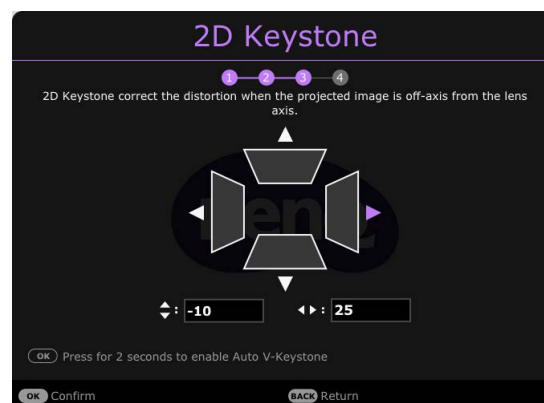 2D Keystone
1 2 3 4
2D Keystone correct the distortion when the projected image is off-axis from the lens
axis.
BenQ
: -10
: 25
OK Press for 2 seconds to enable Auto V-Keystone
OK Confirm
BACK Return